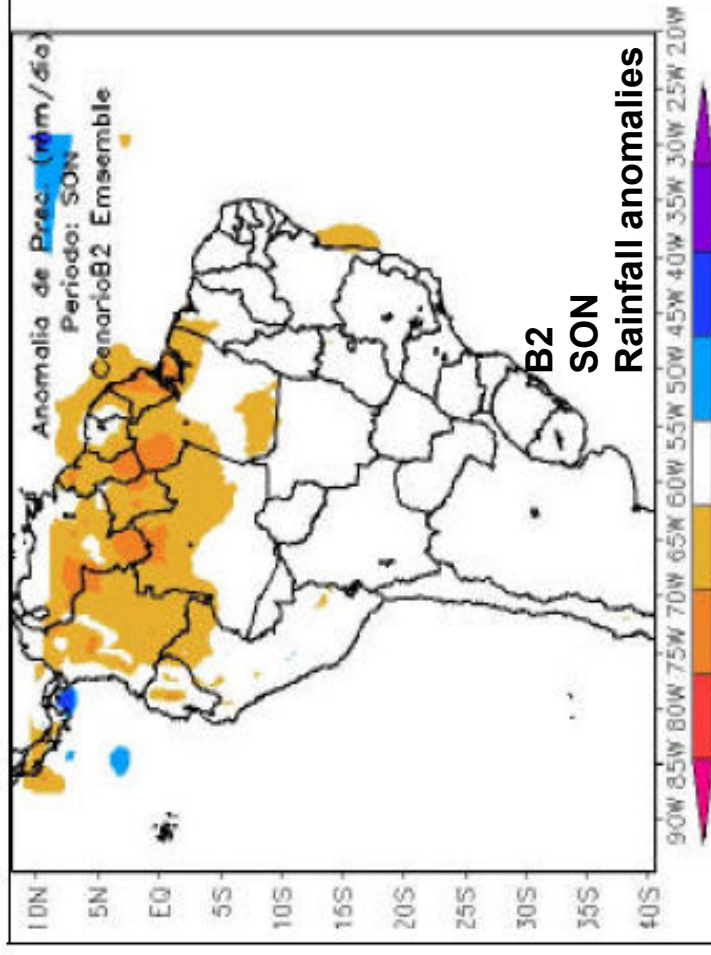 Anomalia de Prec. (mm/dia)
Periodo: SON
CenarioB2 Emsemble
B2
SON
Rainfall anomalies
10N
5N
EQ
5S
10S
15S
20S
25S
30S
35S
40S
90W 85W 80W 75W 70W 65W 60W 55W 50W 45W 40W 35W 30W 25W 20W